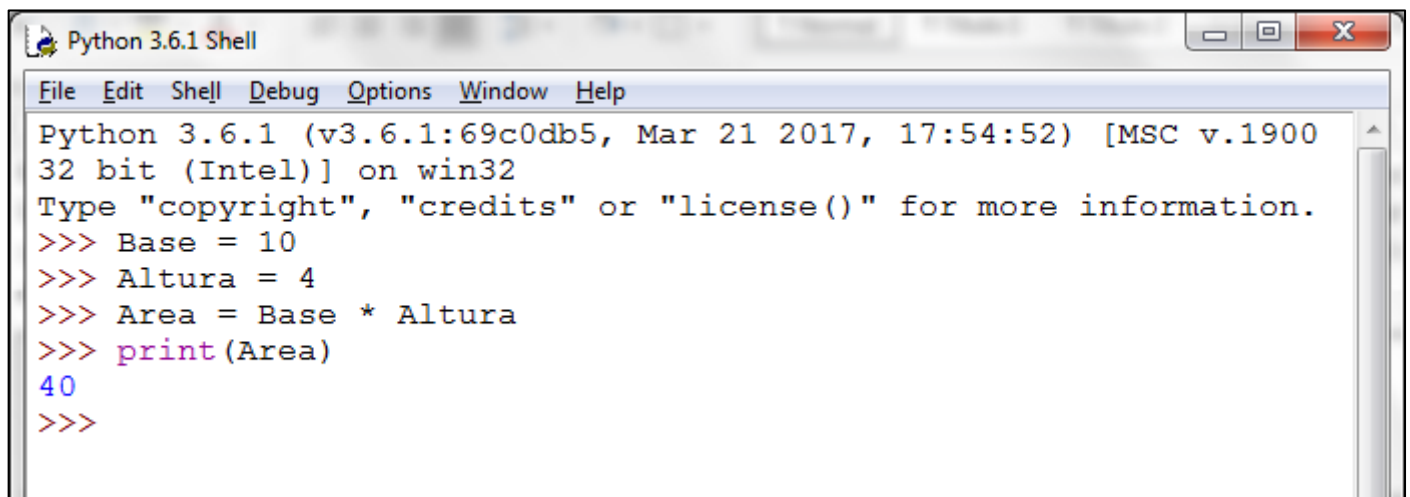 Python 3.6.1 Shell
File Edit Shell Debug Options Window Help
Python 3.6.1 (v3.6.1:69c0db5, Mar 21 2017, 17:54:52) [MSC v.1900
32 bit (Intel)] on win32
Type "copyright", "credits" or "license()" for more information.
>>> Base = 10
>>> Altura = 4
>>> Area = Base * Altura
>>> print(Area)
40
>>>